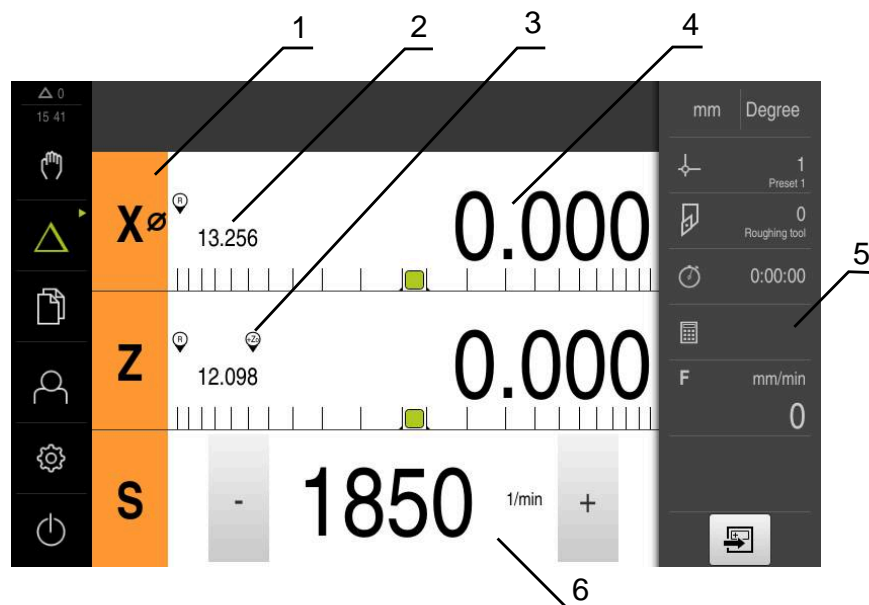 1 2 3 4
0
15 41
mm Degree
X⌀ R 13.256 0.000
1
Preset 1
0
Roughing tool
0:00:00
5
Z R +Z0 12.098 0.000
F mm/min
0
S - 1850 1/min +
6